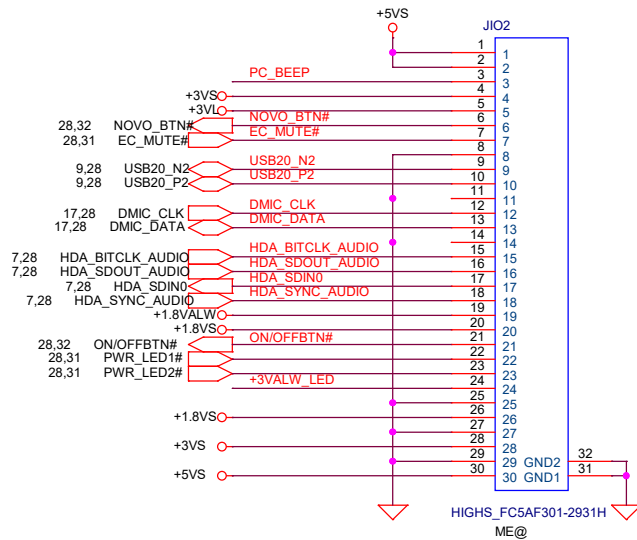 +5VS
JIO2
1 1
2 2
PC_BEEP 3 3
+3VS 4 4
+3VL 5 5
28,32 NOVO_BTN# NOVO_BTN# 6 6
28,31 EC_MUTE# EC_MUTE# 7 7
8 8
9,28 USB20_N2 USB20_N2 9 9
9,28 USB20_P2 USB20_P2 10 10
11 11
17,28 DMIC_CLK DMIC_CLK 12 12
17,28 DMIC_DATA DMIC_DATA 13 13
14 14
7,28 HDA_BITCLK_AUDIO HDA_BITCLK_AUDIO 15 15
7,28 HDA_SDOUT_AUDIO HDA_SDOUT_AUDIO 16 16
7,28 HDA_SDIN0 HDA_SDIN0 17 17
7,28 HDA_SYNC_AUDIO HDA_SYNC_AUDIO 18 18
+1.8VALW 19 19
+1.8VS 20 20
28,32 ON/OFFBTN# ON/OFFBTN# 21 21
28,31 PWR_LED1# 22 22
28,31 PWR_LED2# 23 23
+3VALW_LED 24 24
25 25
+1.8VS 26 26
27 27
+3VS 28 28
29 29 GND2 32
+5VS 30 30 GND1 31
HIGHS_FC5AF301-2931H
ME@